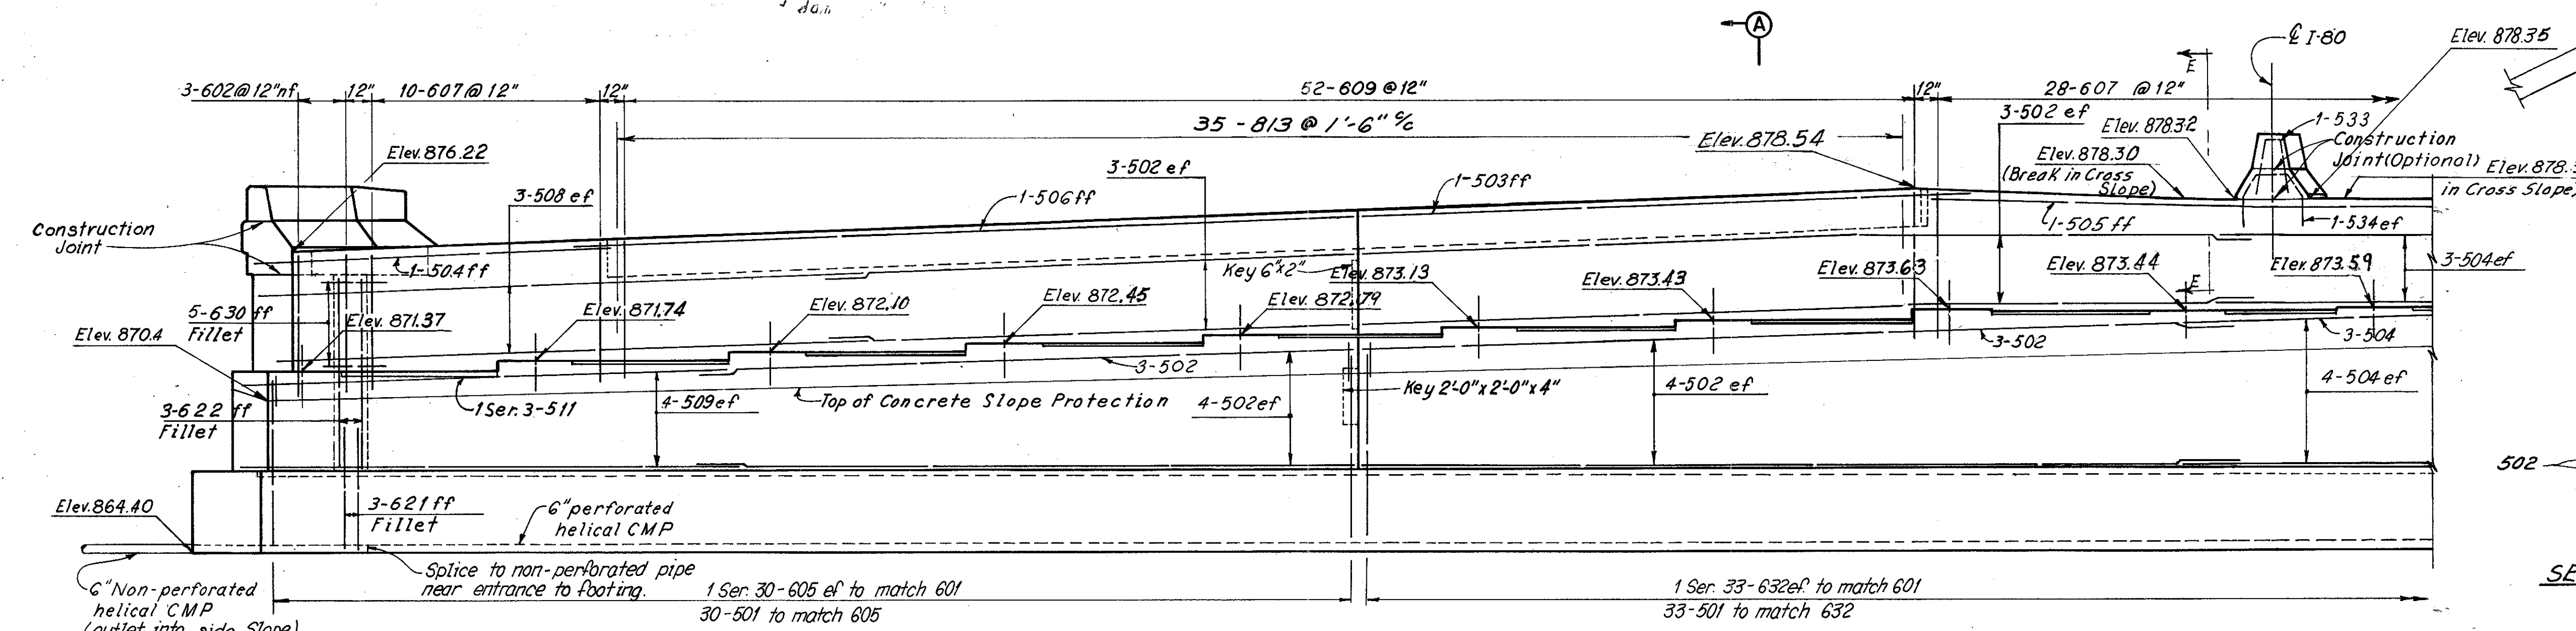 A
℄ I-80
Elev. 878.35
E
3-602@12"nf
12"
10-607@12"
12"
52-609 @12"
12"
28-607 @12"
35-813 @ 1'-6" c/c
3-502 ef
1-533
Construction
Joint(Optional)
Elev. 878.32
Elev. 878.54
Elev. 878.30
(Break in Cross
Slope)
Elev. 878.3
in Cross Slope)
Elev. 876.22
3-502 ef
3-508 ef
1-506ff
1-503ff
1-505 ff
1-534ef
Construction
Joint
1-504ff
Key 6"x2"
Elev. 873.13
Elev. 873.63
Elev. 873.44
Elev. 873.59
3-504ef
Elev. 873.43
E
Elev. 872.45
Elev. 872.79
Elev. 872.10
Elev. 871.74
5-630 ff
Fillet
Elev. 871.37
Elev. 870.4
3-502
3-502
3-504
1 Ser. 3-511
4-509ef
Top of Concrete Slope Protection
4-502ef
Key 2'-0"x2'-0"x4"
4-502 ef
4-504ef
3-622 ff
Fillet
502
Elev. 864.40
3-621ff
Fillet
6"perforated
helical CMP
Splice to non-perforated pipe
near entrance to footing.
6"Non-perforated
helical CMP
(outlet into side Slope)
1 Ser. 30-605 ef to match 601
30-501 to match 605
1 Ser. 33-632ef to match 601
33-501 to match 632
SE